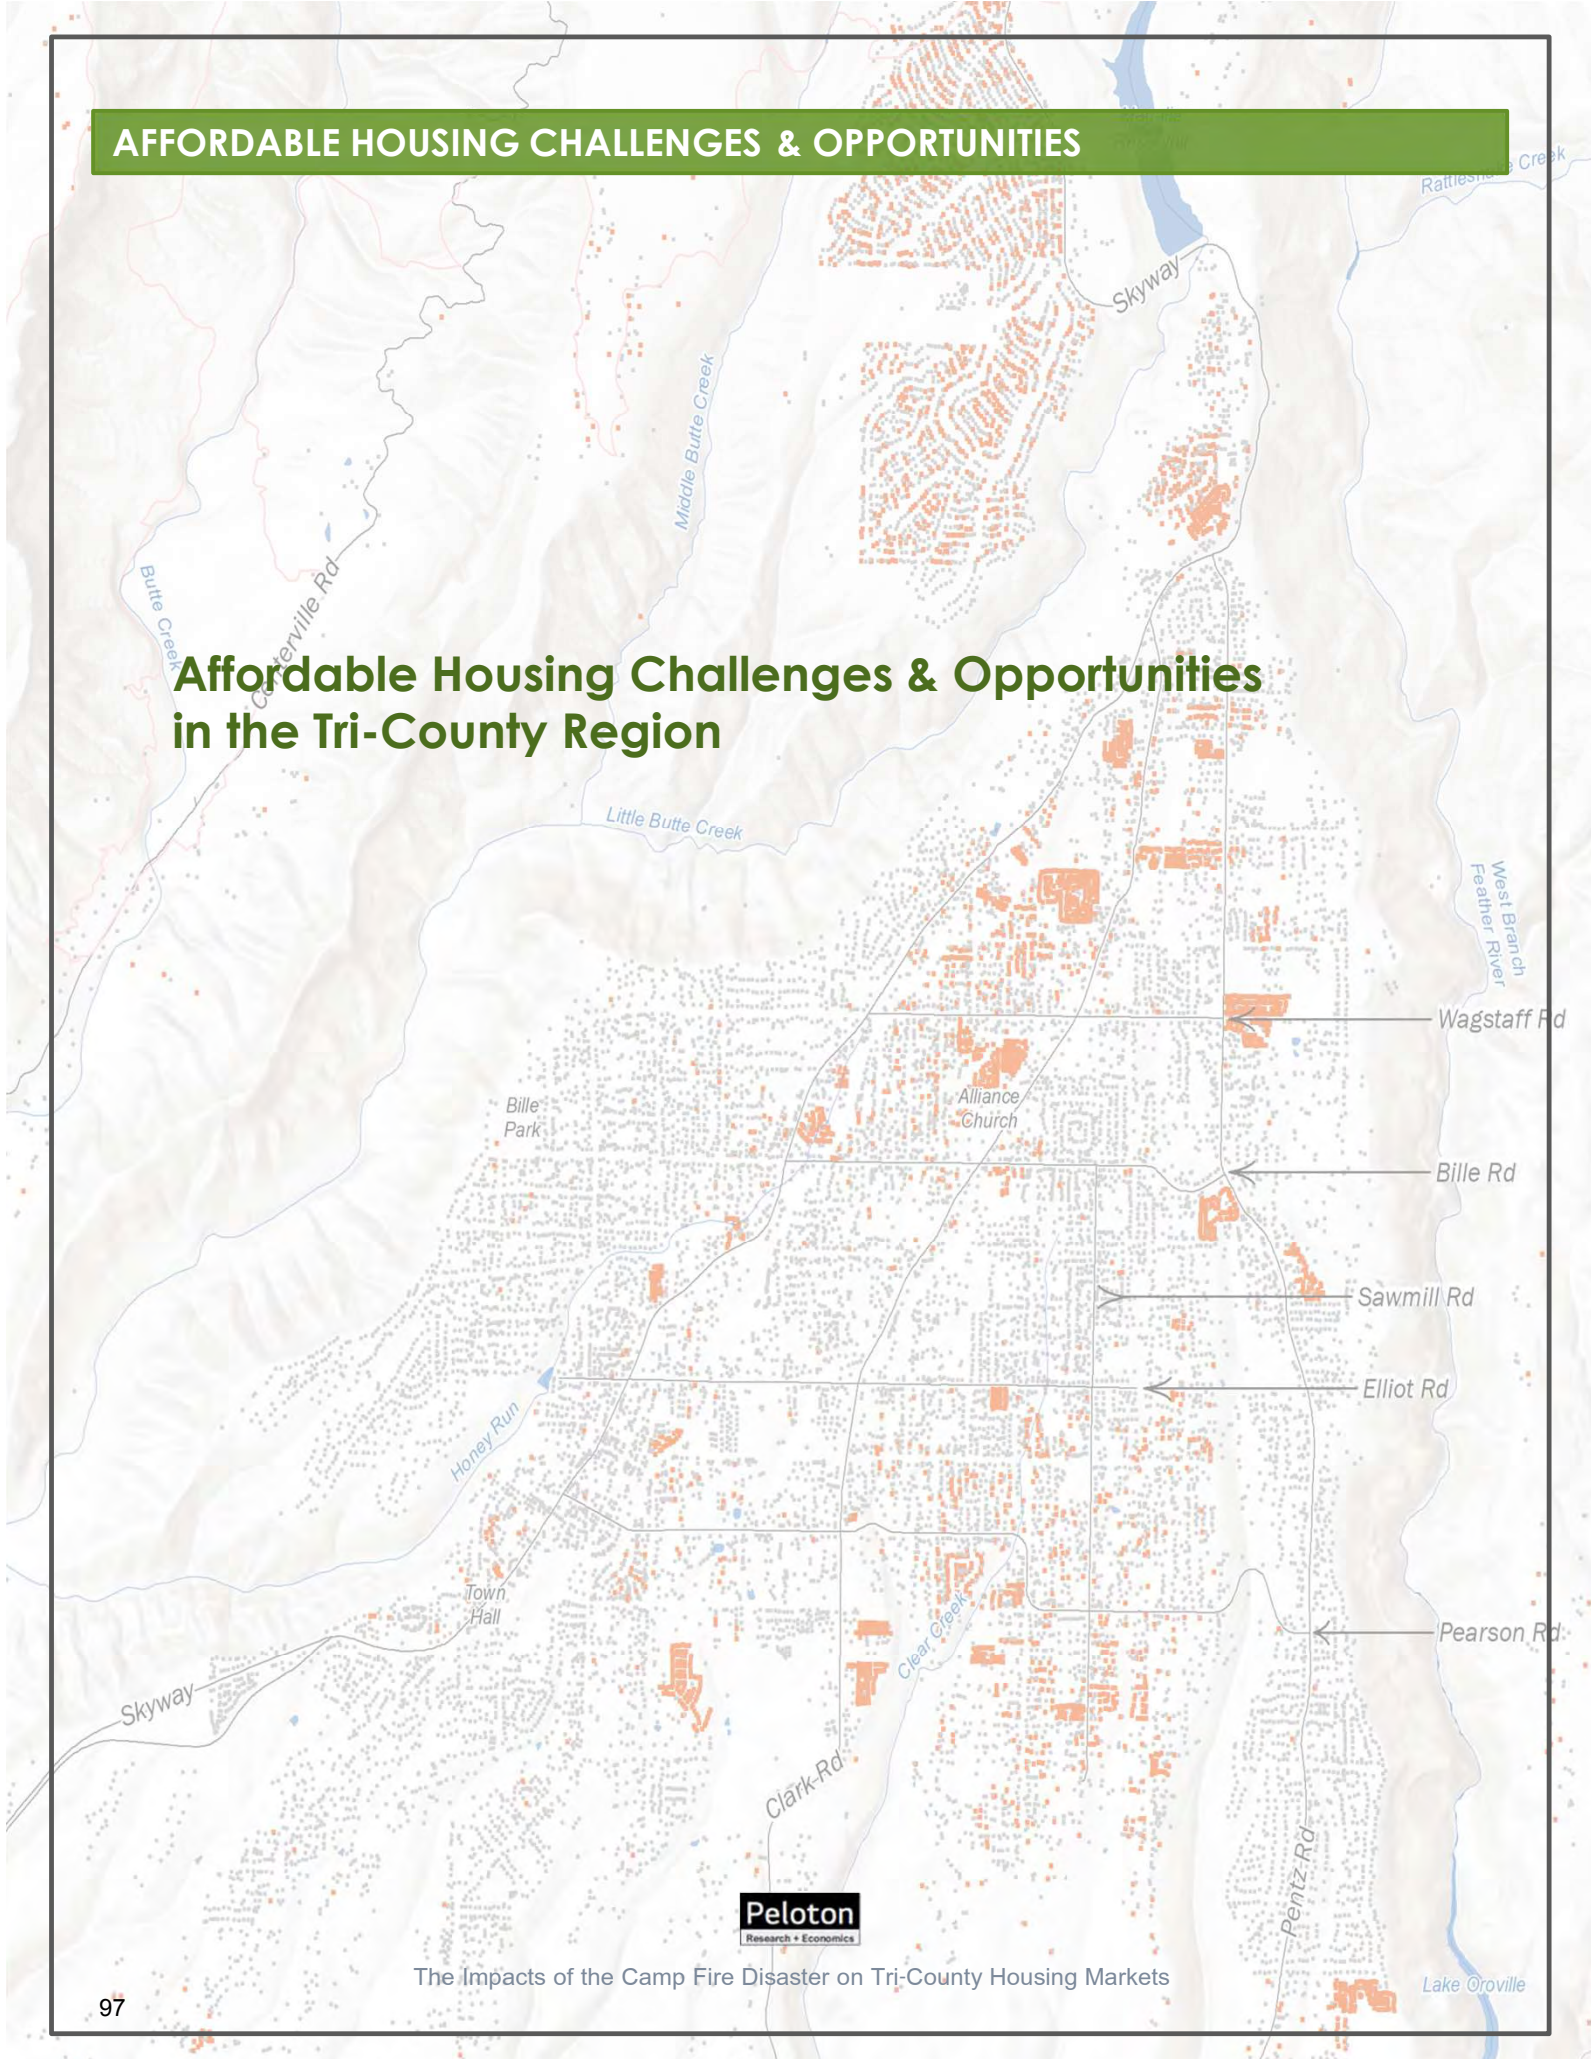 AFFORDABLE HOUSING CHALLENGES & OPPORTUNITIES
Rattlesnake Creek
Skyway
Middle Butte Creek
Butte Creek
Centerville Rd
Affordable Housing Challenges & Opportunities
in the Tri-County Region
Little Butte Creek
West Branch
Feather River
Wagstaff Rd
Alliance
Church
Bille
Park
Bille Rd
Sawmill Rd
Elliot Rd
Honey Run
Town
Hall
Clear Creek
Pearson Rd
Skyway
Clark Rd
Pentz Rd
Peloton
Research + Economics
The Impacts of the Camp Fire Disaster on Tri-County Housing Markets
Lake Oroville
97